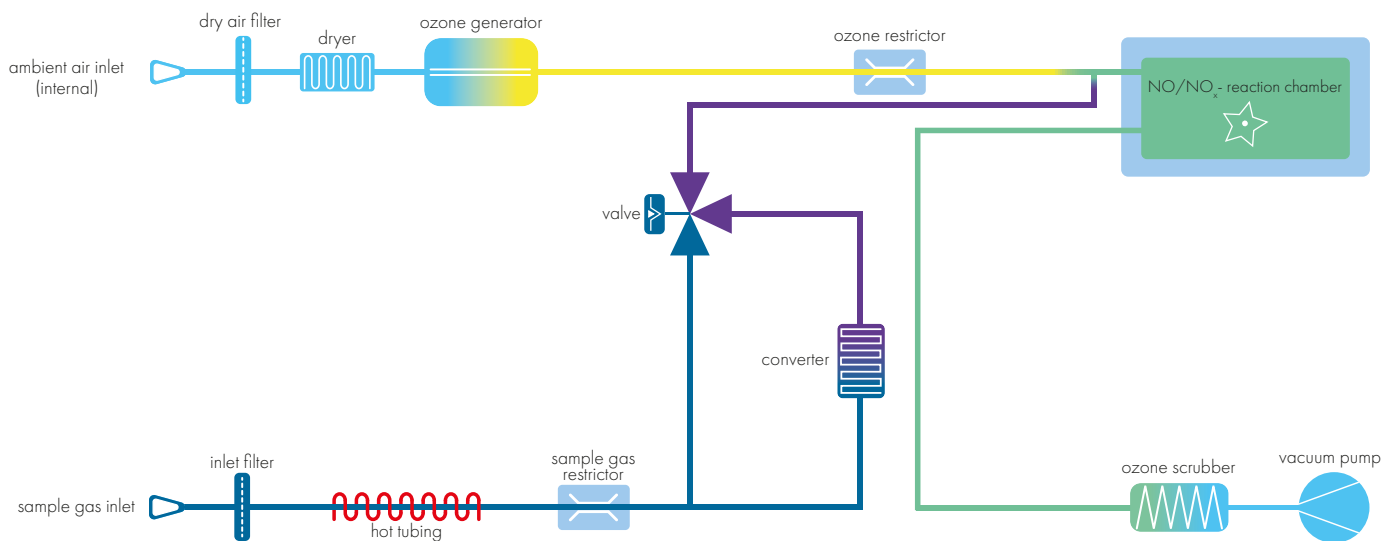 dry air filter
dryer
ozone generator
ozone restrictor
ambient air inlet
(internal)
NO/NOx- reaction chamber
valve
converter
inlet filter
sample gas
restrictor
ozone scrubber
vacuum pump
sample gas inlet
hot tubing